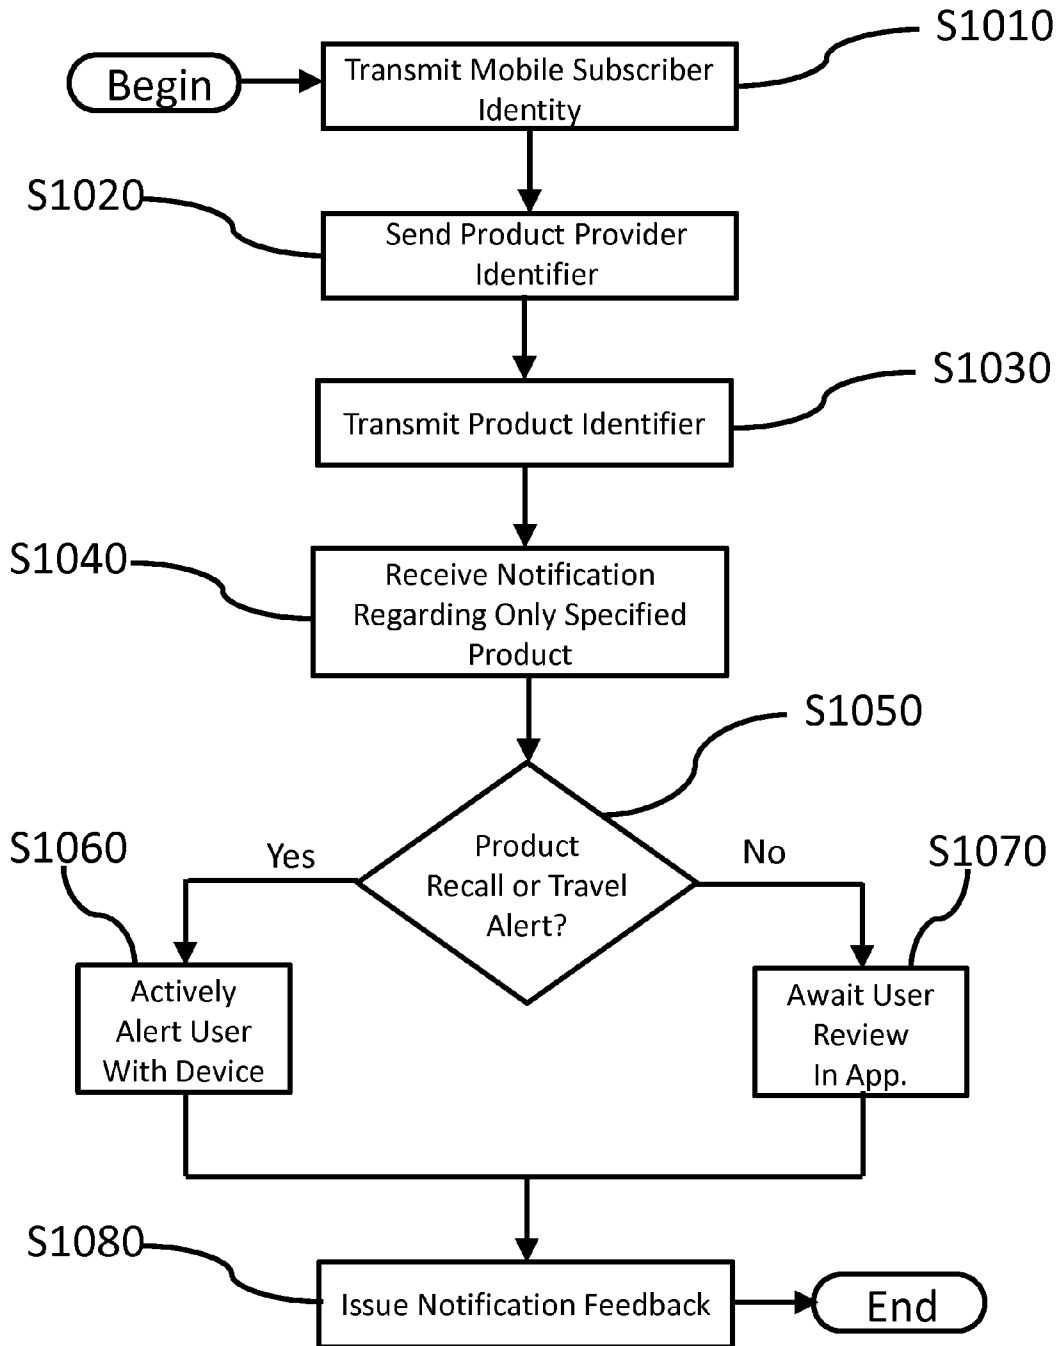 S1010
Begin
Transmit Mobile Subscriber
Identity
S1020
Send Product Provider
Identifier
S1030
Transmit Product Identifier
S1040
Receive Notification
Regarding Only Specified
Product
S1050
Product
Recall or Travel
Alert?
Yes
No
S1060
S1070
Actively
Alert User
With Device
Await User
Review
In App.
S1080
Issue Notification Feedback
End